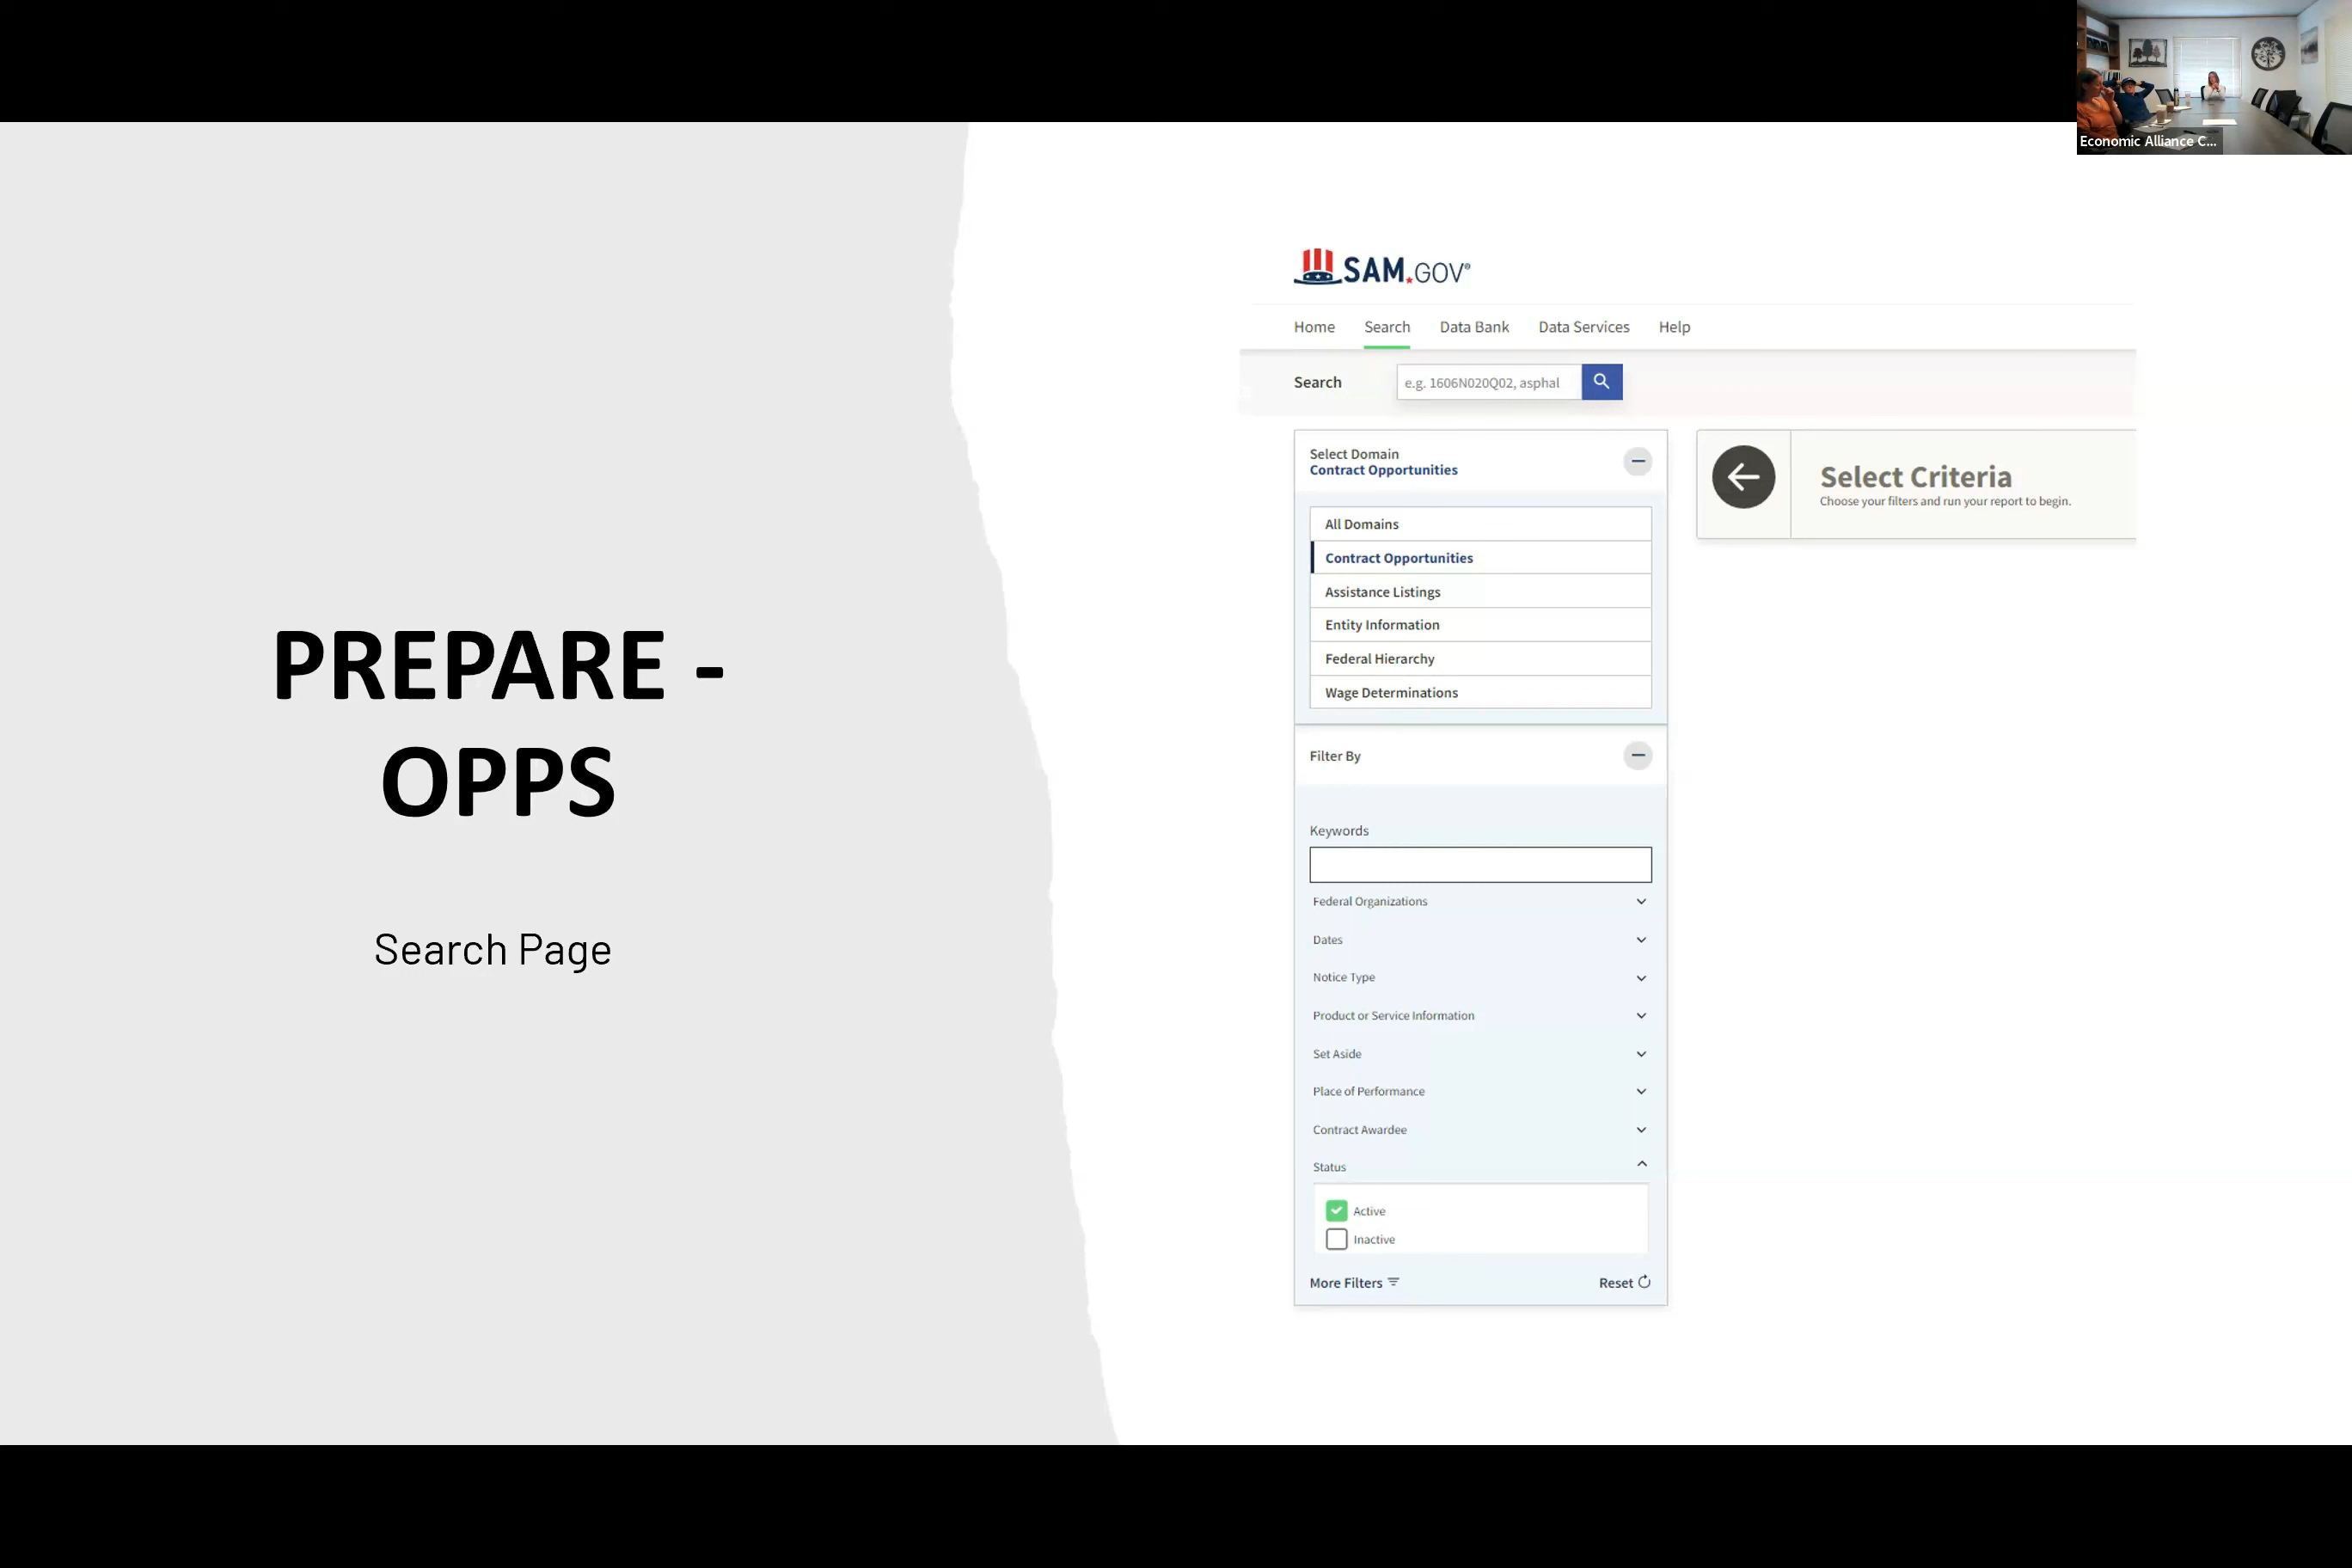 Economic Alliance C...
PREPARE -
OPPS
Search Page
SAM.GOV®
Home Search Data Bank Data Services Help
Search e.g. 1606N020Q02, asphal
Select Domain
Contract Opportunities
All Domains
Contract Opportunities
Assistance Listings
Entity Information
Federal Hierarchy
Wage Determinations
Select Criteria
Choose your filters and run your report to begin.
Filter By
Keywords
Federal Organizations
Dates
Notice Type
Product or Service Information
Set Aside
Place of Performance
Contract Awardee
Status
Active
Inactive
More Filters Reset